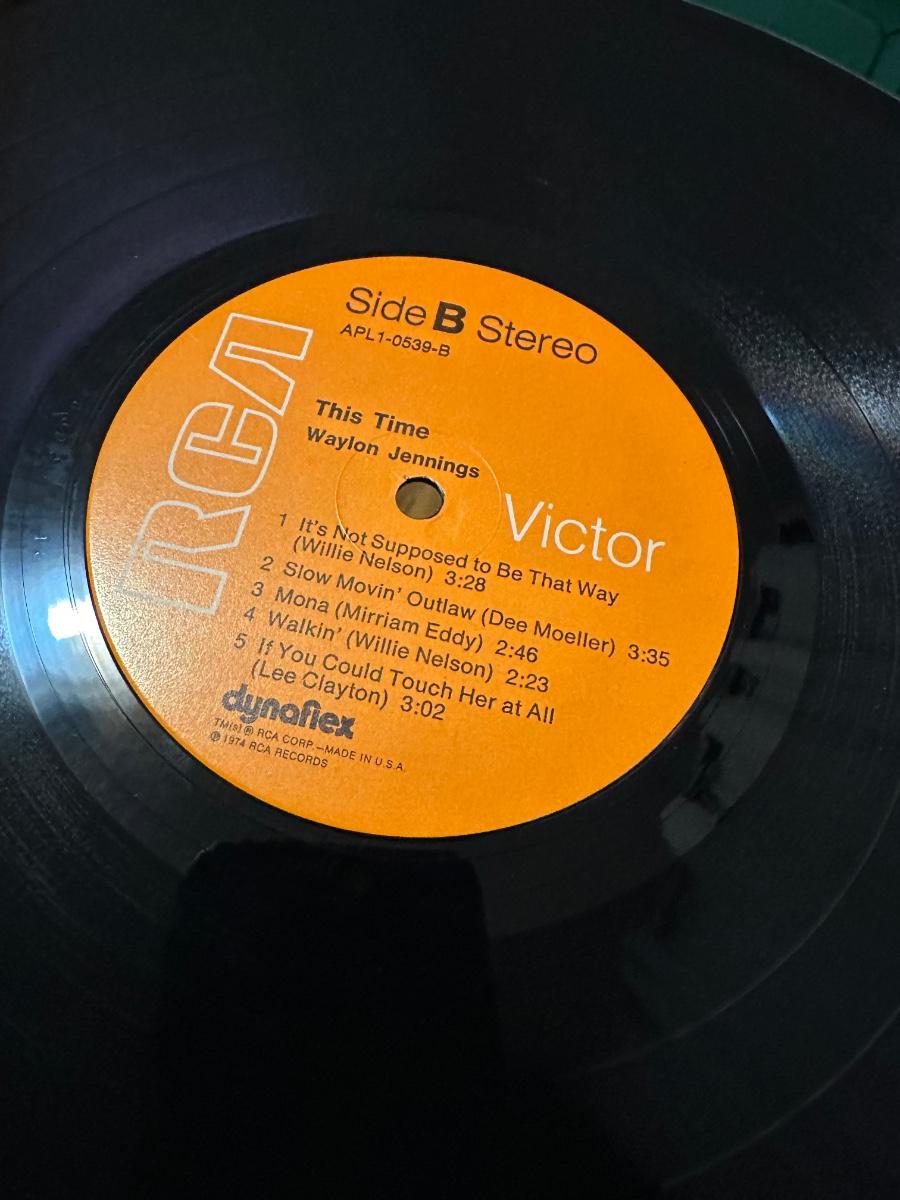 Side B Stereo
APL1-0539-B
RCA
This Time
Waylon Jennings
Victor
1 It's Not Supposed to Be That Way
(Willie Nelson) 3:28
2 Slow Movin' Outlaw (Dee Moeller) 3:35
3 Mona (Mirriam Eddy) 2:46
4 Walkin' (Willie Nelson) 2:23
5 If You Could Touch Her at All
(Lee Clayton) 3:02
dynaflex
TM(s) ® RCA CORP.—MADE IN U.S.A.
℗ 1974 RCA RECORDS